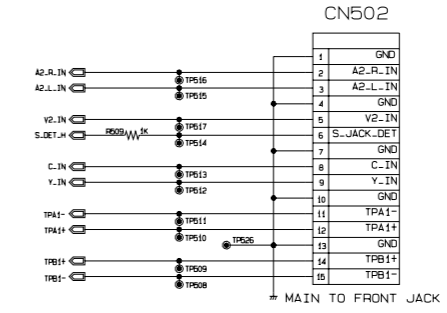 CN502
1 GND
A2_R_IN 2 A2_R_IN
TP516
A2_L_IN 3 A2_L_IN
TP515
4 GND
V2_IN 5 V2_IN
TP517
S_DET_H R509 1K 6 S_JACK_DET
TP514
7 GND
C_IN 8 C_IN
TP513
Y_IN 9 Y_IN
TP512
10 GND
TPA1- 11 TPA1-
TP511
TPA1+ 12 TPA1+
TP510
TP526 13 GND
TPB1+ 14 TPB1+
TP509
TPB1- 15 TPB1-
TP508
MAIN TO FRONT JACK